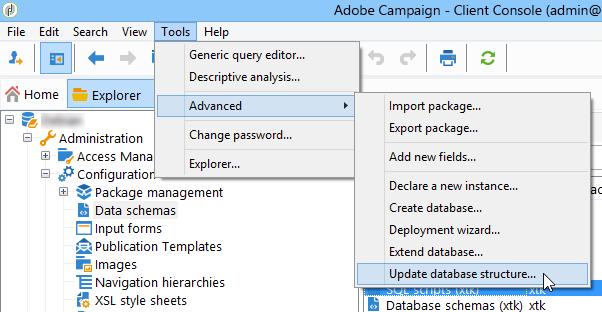 Adobe Campaign - Client Console (admin@
File Edit Search View Tools Help
Generic query editor...
Descriptive analysis...
Advanced
Change password...
Explorer...
Import package...
Export package...
Add new fields...
Declare a new instance...
Create database...
Deployment wizard...
Extend database...
Update database structure...
Home Explorer
Administration
Access Mana
Configuration
Package management
Data schemas
Input forms
Publication Templates
Images
Navigation hierarchies
XSL style sheets
SQL scripts (xtk) xtk
Database schemas (xtk) xtk